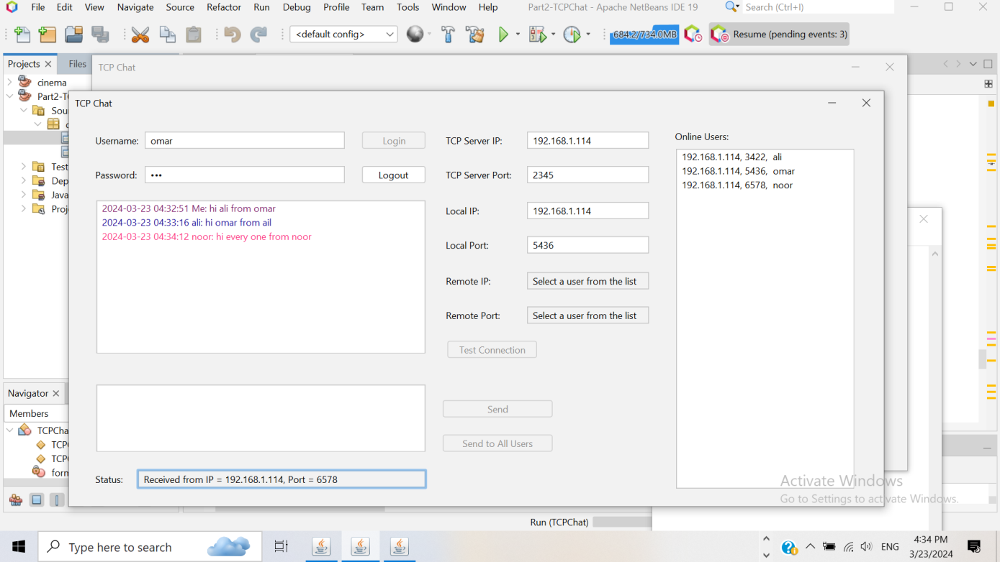 File Edit View Navigate Source Refactor Run Debug Profile Team Tools Window Help
Part2-TCPChat - Apache NetBeans IDE 19
Search (Ctrl+I)
<default config>
684.2/734.0MB
Resume (pending events: 3)
Projects
Files
TCP Chat
cinema
Part2-T
Sou
Test
Dep
Java
Proj
TCP Chat
Username:
omar
Login
Password:
•••
Logout
2024-03-23 04:32:51 Me: hi ali from omar
2024-03-23 04:33:16 ali: hi omar from ail
2024-03-23 04:34:12 noor: hi every one from noor
TCP Server IP:
192.168.1.114
TCP Server Port:
2345
Local IP:
192.168.1.114
Local Port:
5436
Remote IP:
Select a user from the list
Remote Port:
Select a user from the list
Test Connection
Send
Send to All Users
Online Users:
192.168.1.114, 3422, ali
192.168.1.114, 5436, omar
192.168.1.114, 6578, noor
Status:
Received from IP = 192.168.1.114, Port = 6578
Navigator
Members
TCPCha
TCP
TCP
forn
Activate Windows
Go to Settings to activate Windows.
Run (TCPChat)
Type here to search
ENG
4:34 PM
3/23/2024